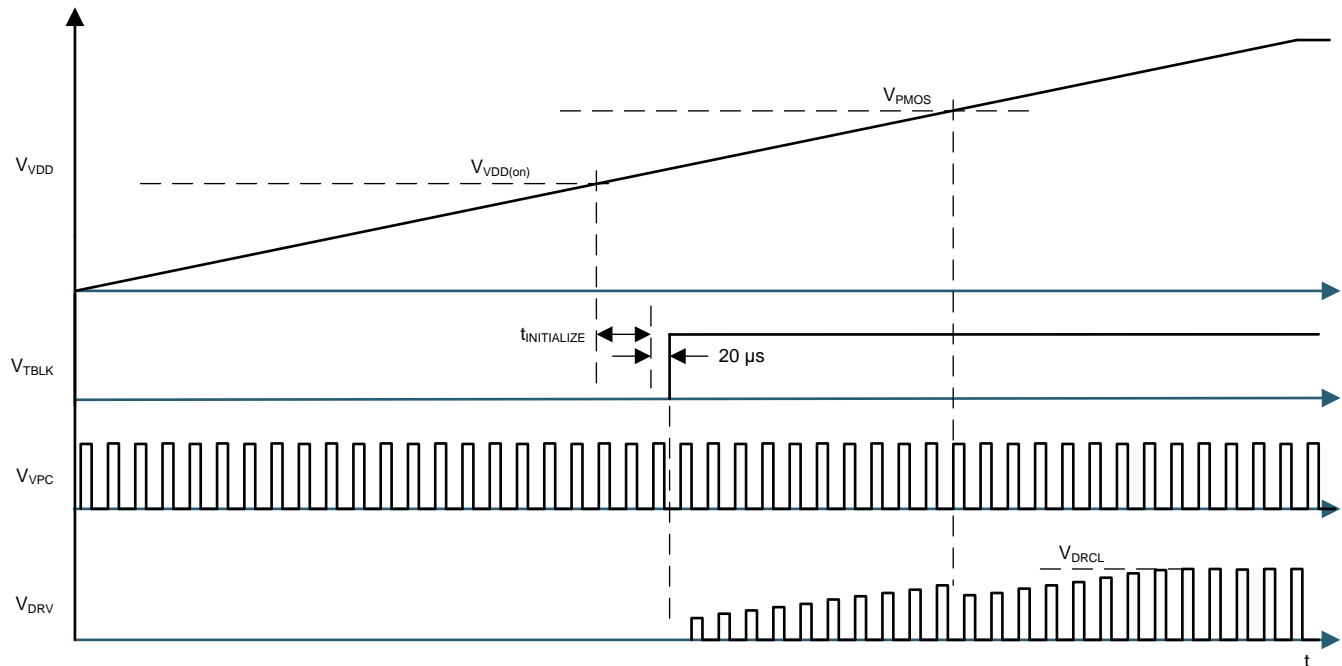 V_PMOS
V_VDD
V_VDD(on)
t_INITIALIZE
20 µs
V_TBLK
V_VPC
V_DRCL
V_DRV
t